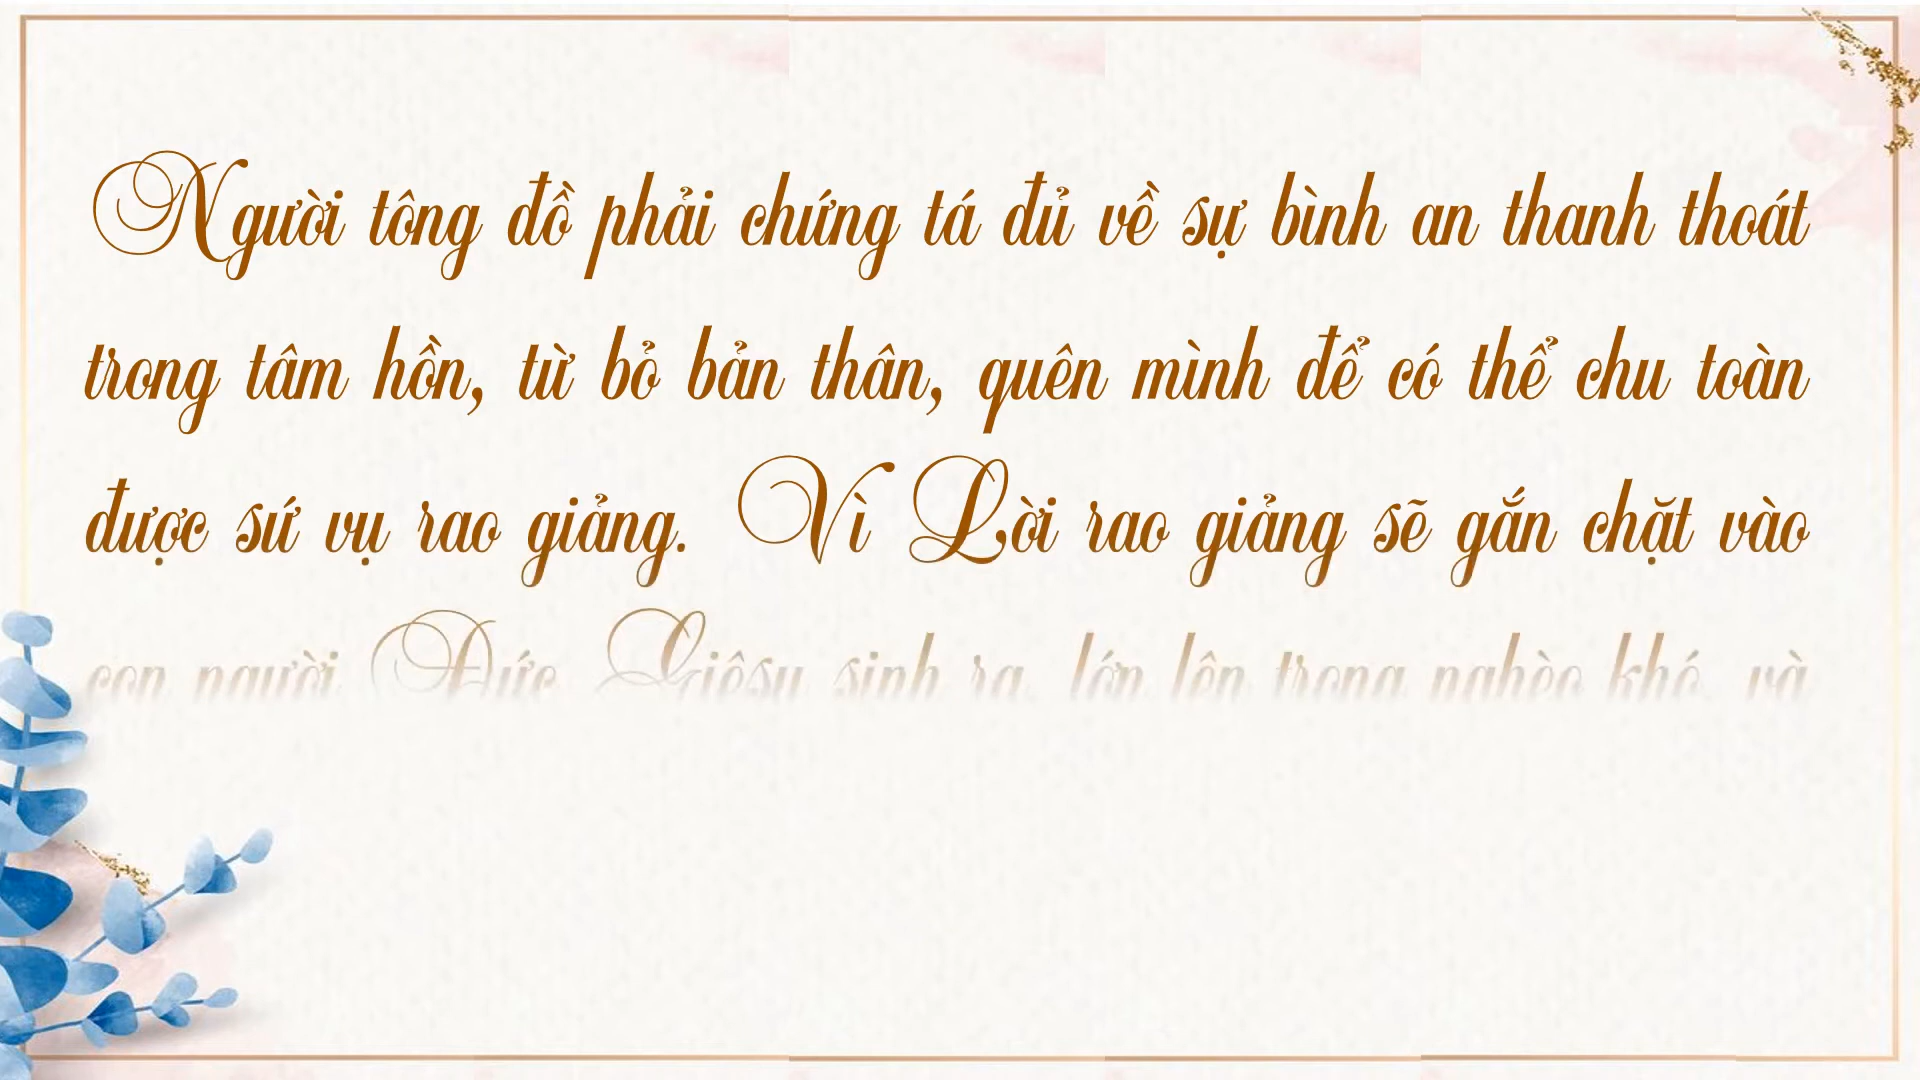 Người tông đồ phải chứng tá đủ về sự bình an thanh thoát
trong tâm hồn, từ bỏ bản thân, quên mình để có thể chu toàn
được sứ vụ rao giảng. Vì Lời rao giảng sẽ gắn chặt vào
con người Đức Giêsu sinh ra, lớn lên trong nghèo khó, và